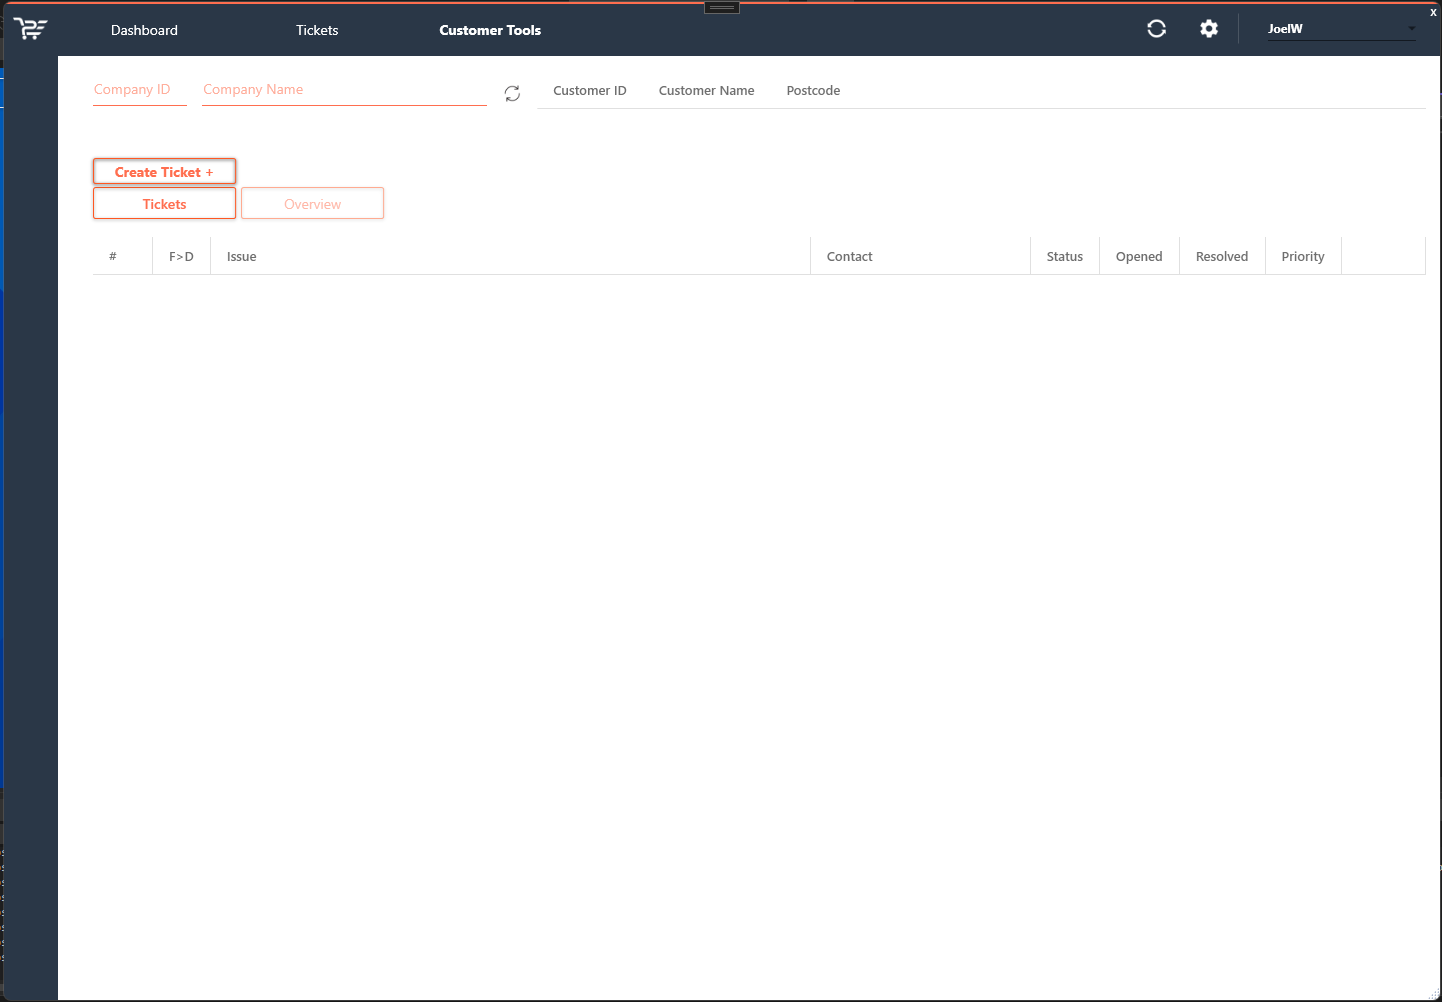 Dashboard Tickets Customer Tools JoelW x
Company ID Company Name Customer ID Customer Name Postcode
Create Ticket +
Tickets Overview
# F>D Issue Contact Status Opened Resolved Priority